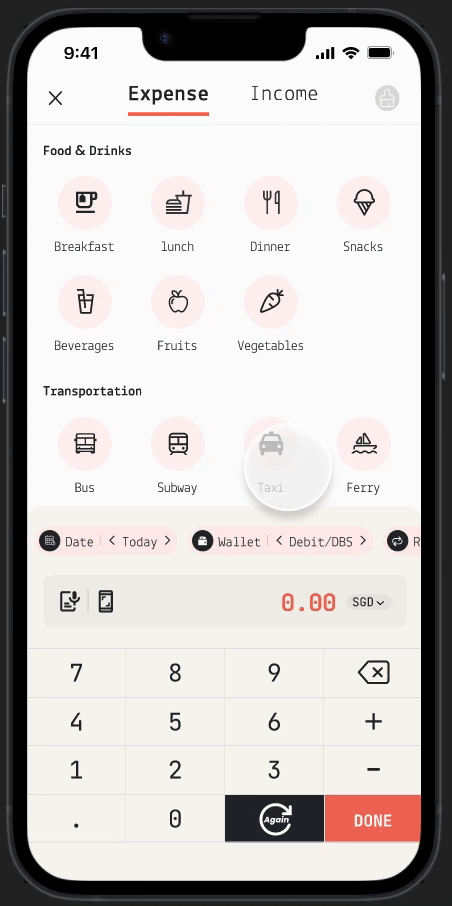 9:41
Expense Income
Food & Drinks
Breakfast lunch Dinner Snacks
Beverages Fruits Vegetables
Transportation
Bus Subway Taxi Ferry
Date Today Wallet Debit/DBS R
0.00 SGD
7 8 9
4 5 6 +
1 2 3 -
. 0 Again DONE